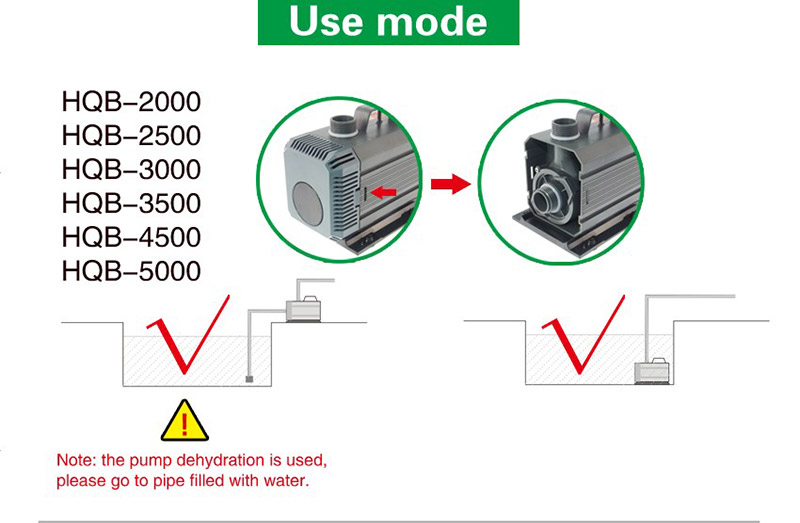 Use mode
HQB-2000
HQB-2500
HQB-3000
HQB-3500
HQB-4500
HQB-5000
!
Note: the pump dehydration is used,
please go to pipe filled with water.